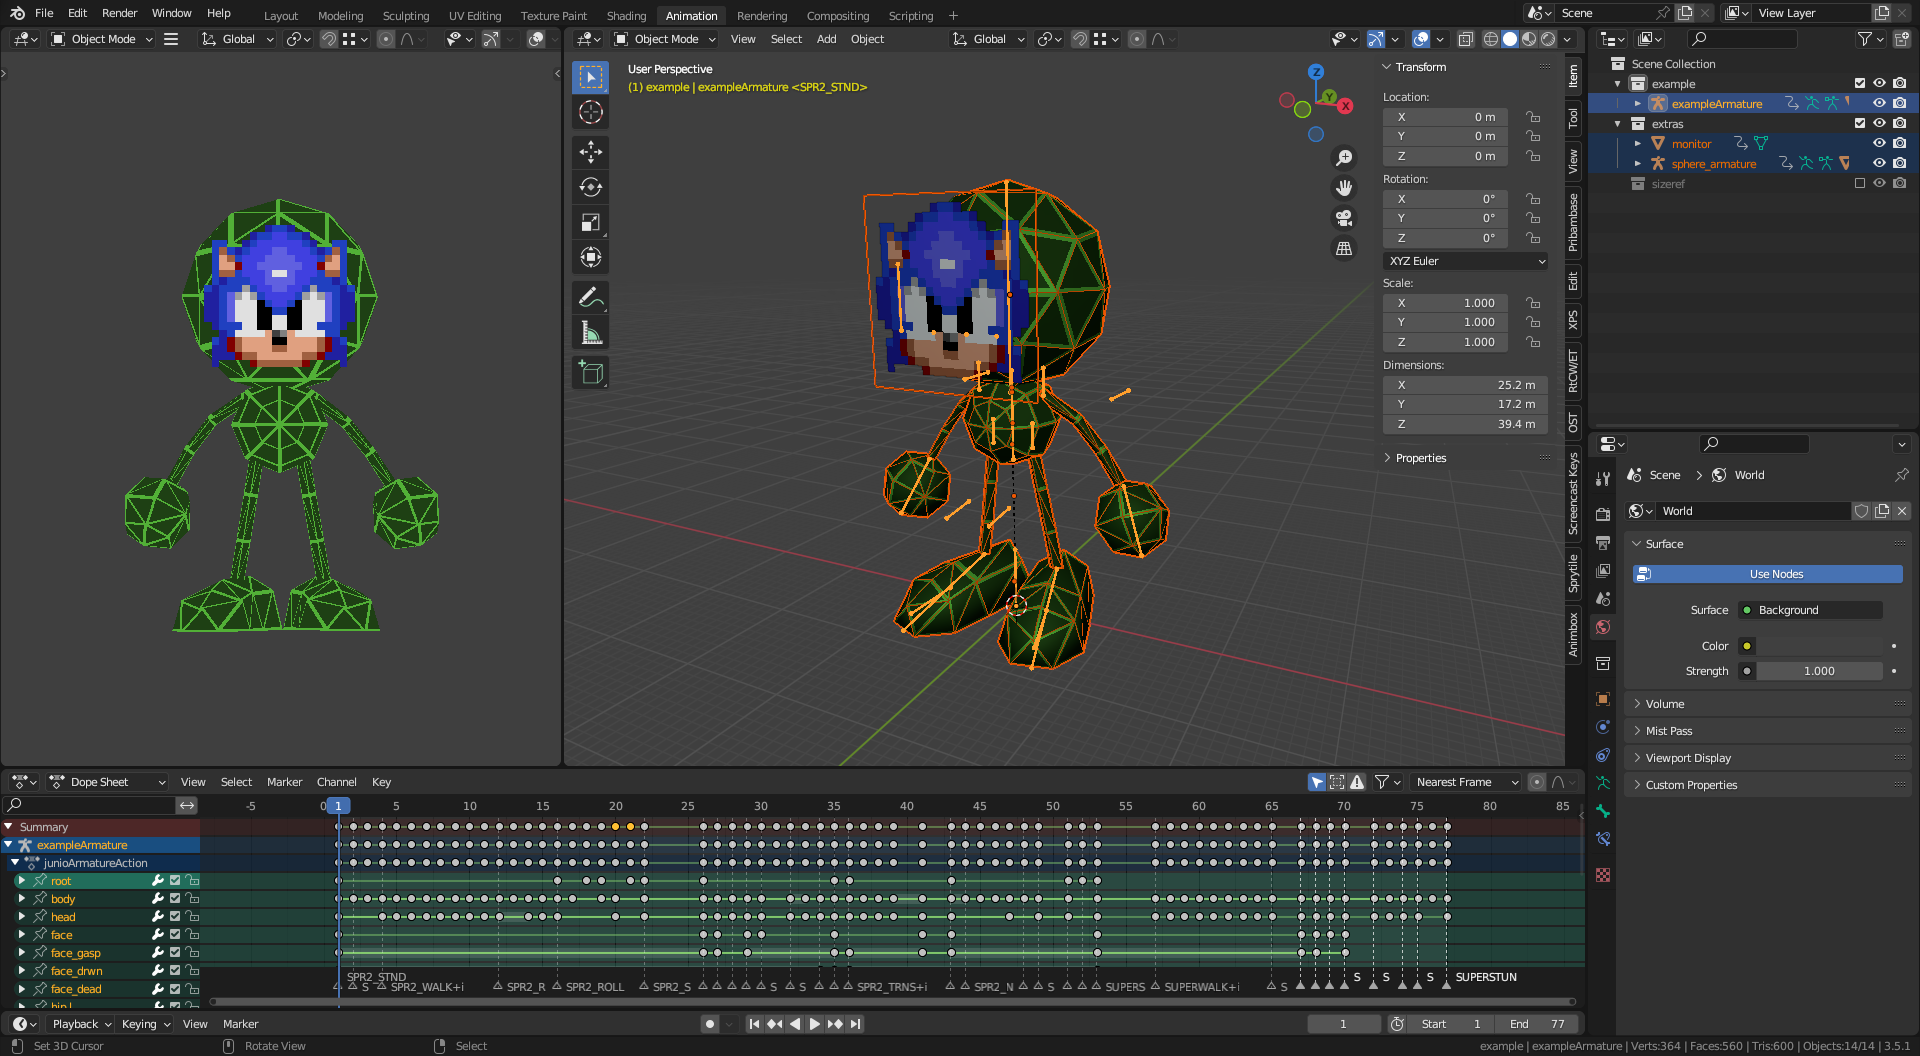 File Edit Render Window Help Layout Modeling Sculpting UV Editing Texture Paint Shading Animation Rendering Compositing Scripting + Scene View Layer
Object Mode Global Object Mode View Select Add Object Global
User Perspective
(1) example | exampleArmature <SPR2_STND>
Z
Y
X
Transform
Location:
X 0 m
Y 0 m
Z 0 m
Rotation:
X 0°
Y 0°
Z 0°
XYZ Euler
Scale:
X 1.000
Y 1.000
Z 1.000
Dimensions:
X 25.2 m
Y 17.2 m
Z 39.4 m
Properties
Item
Tool
View
Pribambase
Edit
XPS
RtCW/ET
OST
Screencast Keys
Sprytile
Animbox
Scene Collection
example
exampleArmature
extras
monitor
sphere_armature
sizeref
Scene > World
World
Surface
Use Nodes
Surface Background
Color
Strength 1.000
Volume
Mist Pass
Viewport Display
Custom Properties
Dope Sheet View Select Marker Channel Key Nearest Frame
-5 0 1 5 10 15 20 25 30 35 40 45 50 55 60 65 70 75 80 85
Summary
exampleArmature
junioArmatureAction
root
body
head
face
face_gasp
face_drwn
face_dead
SPR2_STND S S S SUPERSTUN
S SPR2_WALK+i SPR2_R SPR2_ROLL SPR2_S S S SPR2_TRNS+i SPR2_N S SUPERS SUPERWALK+i S
Playback Keying View Marker 1 Start 1 End 77
Set 3D Cursor Rotate View Select example | exampleArmature | Verts:364 | Faces:560 | Tris:600 | Objects:14/14 | 3.5.1